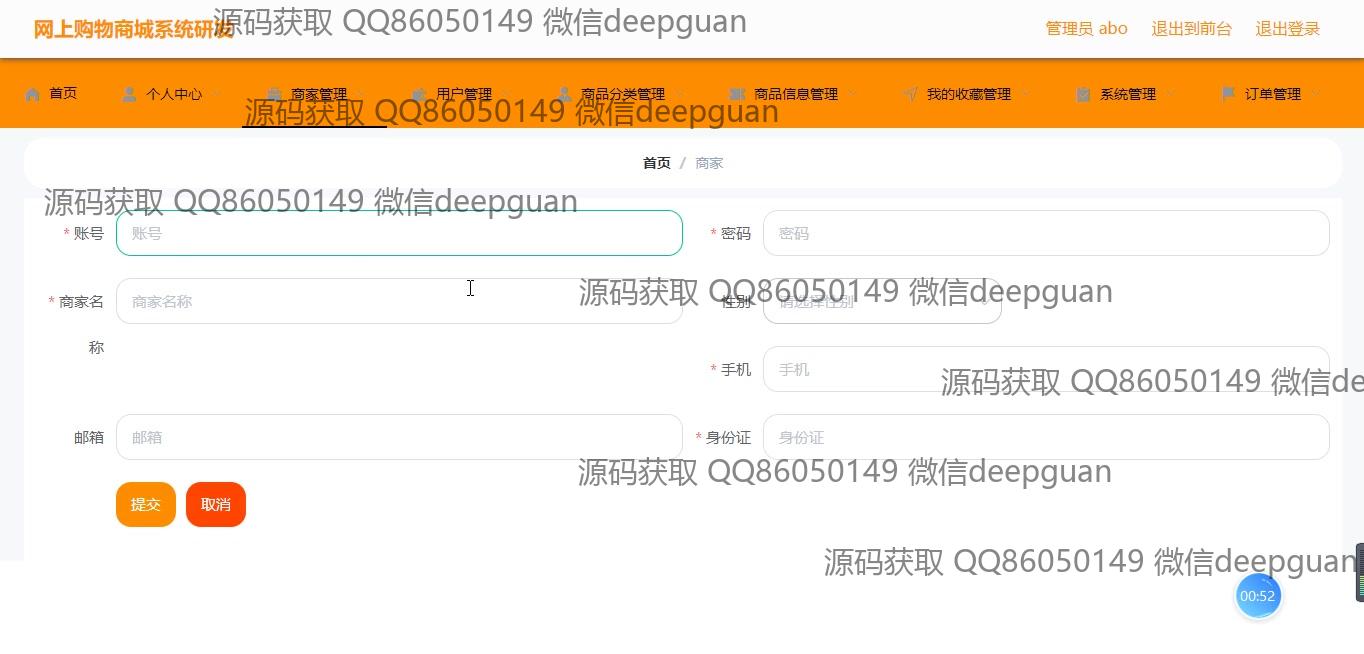 网上购物商城系统研发
源码获取 QQ86050149 微信deepguan
管理员 abo 退出到前台 退出登录
首页 个人中心 商家管理 用户管理 商品分类管理 商品信息管理 我的收藏管理 系统管理 订单管理
源码获取 QQ86050149 微信deepguan
首页 / 商家
源码获取 QQ86050149 微信deepguan
* 账号 账号 * 密码 密码
* 商家名称 商家名称 性别 请选择性别
源码获取 QQ86050149 微信deepguan
* 手机 手机
源码获取 QQ86050149 微信de
邮箱 邮箱 * 身份证 身份证
源码获取 QQ86050149 微信deepguan
提交 取消
源码获取 QQ86050149 微信deepguan
00:52